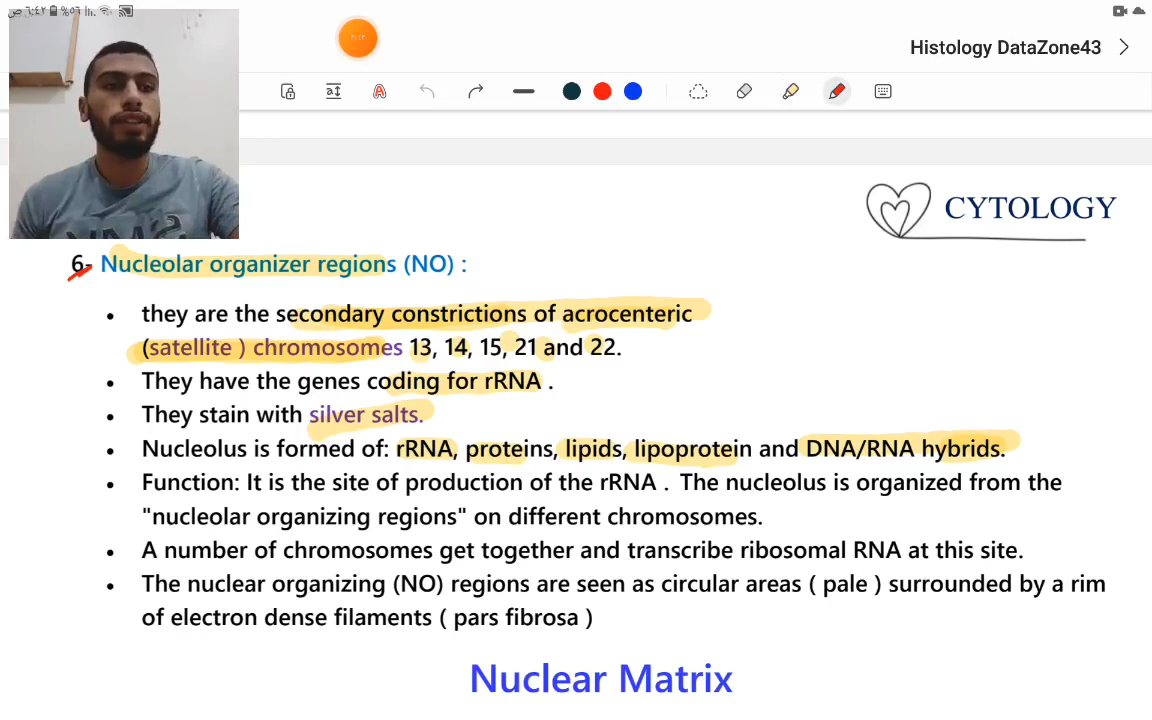 ص ٦:٤٢ %٥٦
Histology DataZone43
CYTOLOGY
6- Nucleolar organizer regions (NO) :
• they are the secondary constrictions of acrocenteric
(satellite ) chromosomes 13, 14, 15, 21 and 22.
• They have the genes coding for rRNA .
• They stain with silver salts.
• Nucleolus is formed of: rRNA, proteins, lipids, lipoprotein and DNA/RNA hybrids.
• Function: It is the site of production of the rRNA . The nucleolus is organized from the
"nucleolar organizing regions" on different chromosomes.
• A number of chromosomes get together and transcribe ribosomal RNA at this site.
• The nuclear organizing (NO) regions are seen as circular areas ( pale ) surrounded by a rim
of electron dense filaments ( pars fibrosa )
Nuclear Matrix